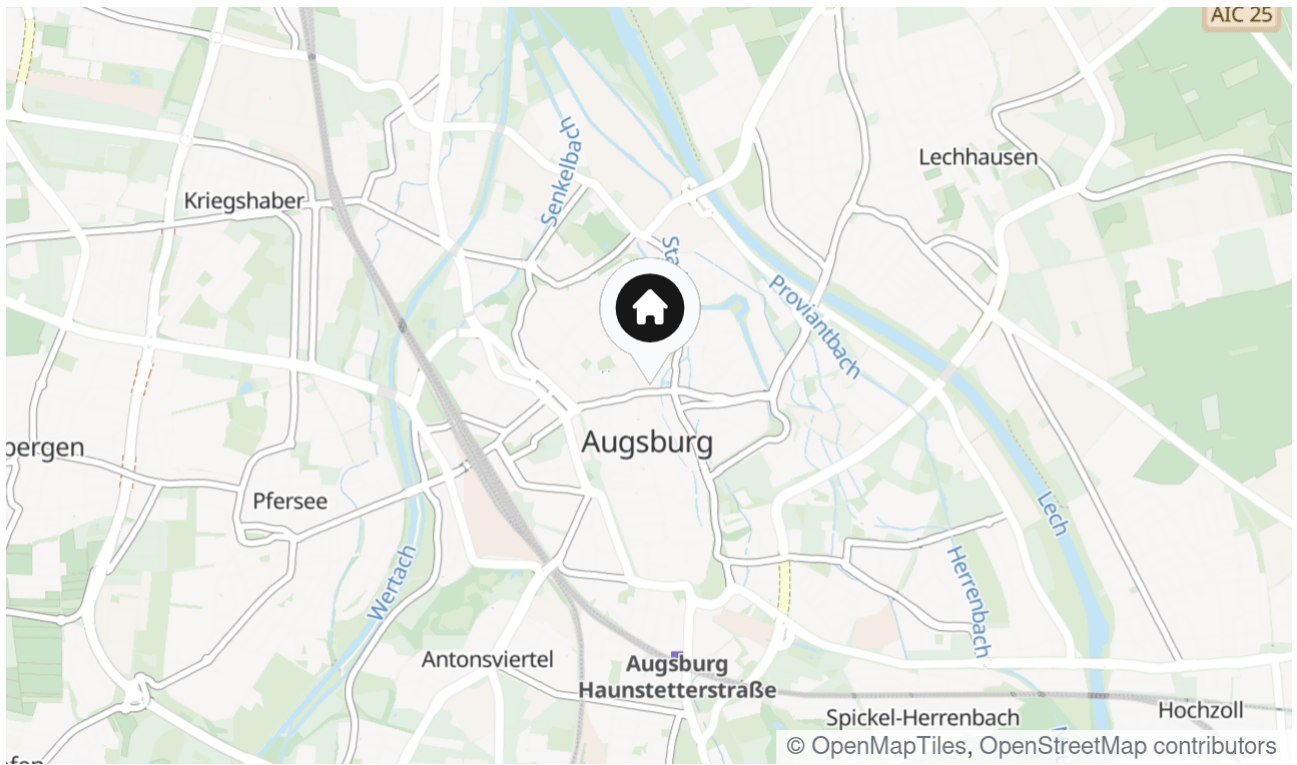 AIC 25
Senkelbach
Lechhausen
Kriegshaber
Proviantbach
Augsburg
Pfersee
Lech
Wertach
Herrenbach
Antonsviertel
Augsburg
Haunstetterstraße
Spickel-Herrenbach
Hochzoll
© OpenMapTiles, OpenStreetMap contributors